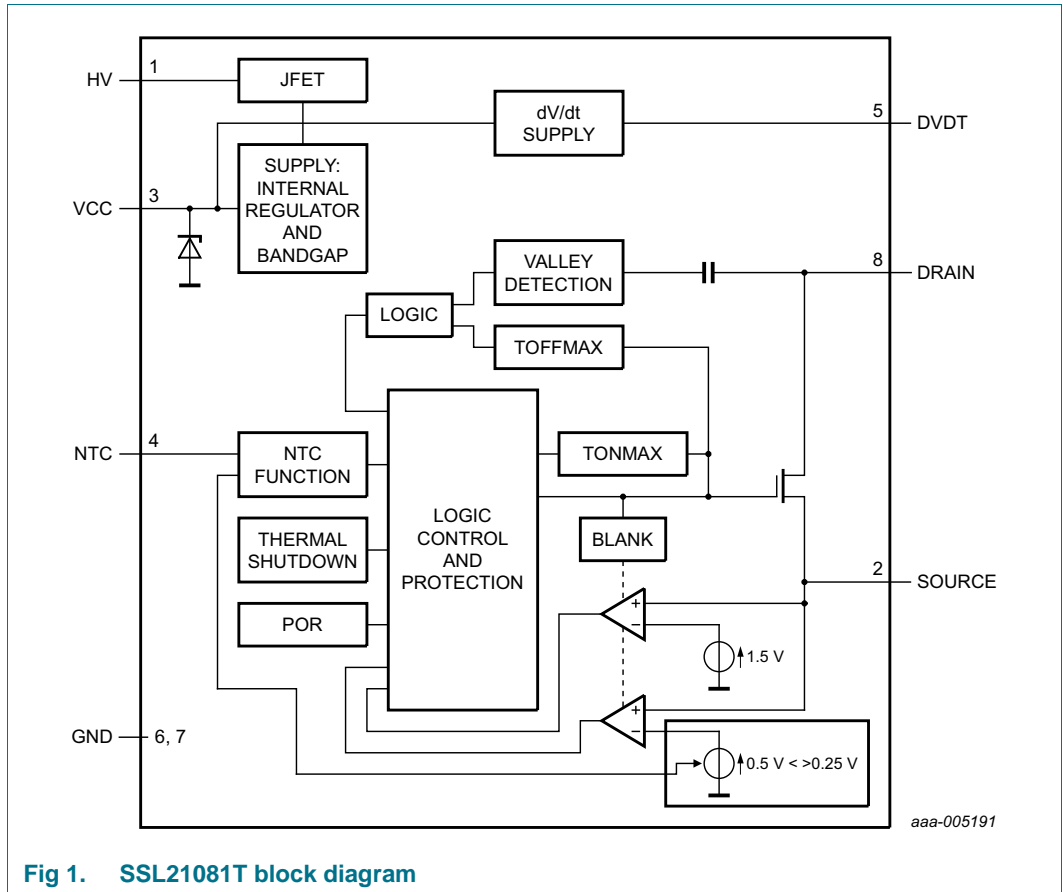 HV
1
JFET
dV/dt
SUPPLY
5
DVDT
SUPPLY:
INTERNAL
REGULATOR
AND
BANDGAP
VCC
3
VALLEY
DETECTION
8
DRAIN
LOGIC
TOFFMAX
NTC
4
NTC
FUNCTION
TONMAX
LOGIC
CONTROL
AND
PROTECTION
BLANK
THERMAL
SHUTDOWN
2
SOURCE
POR
+
−
1.5 V
+
−
GND
6, 7
0.5 V < >0.25 V
aaa-005191
Fig 1. SSL21081T block diagram